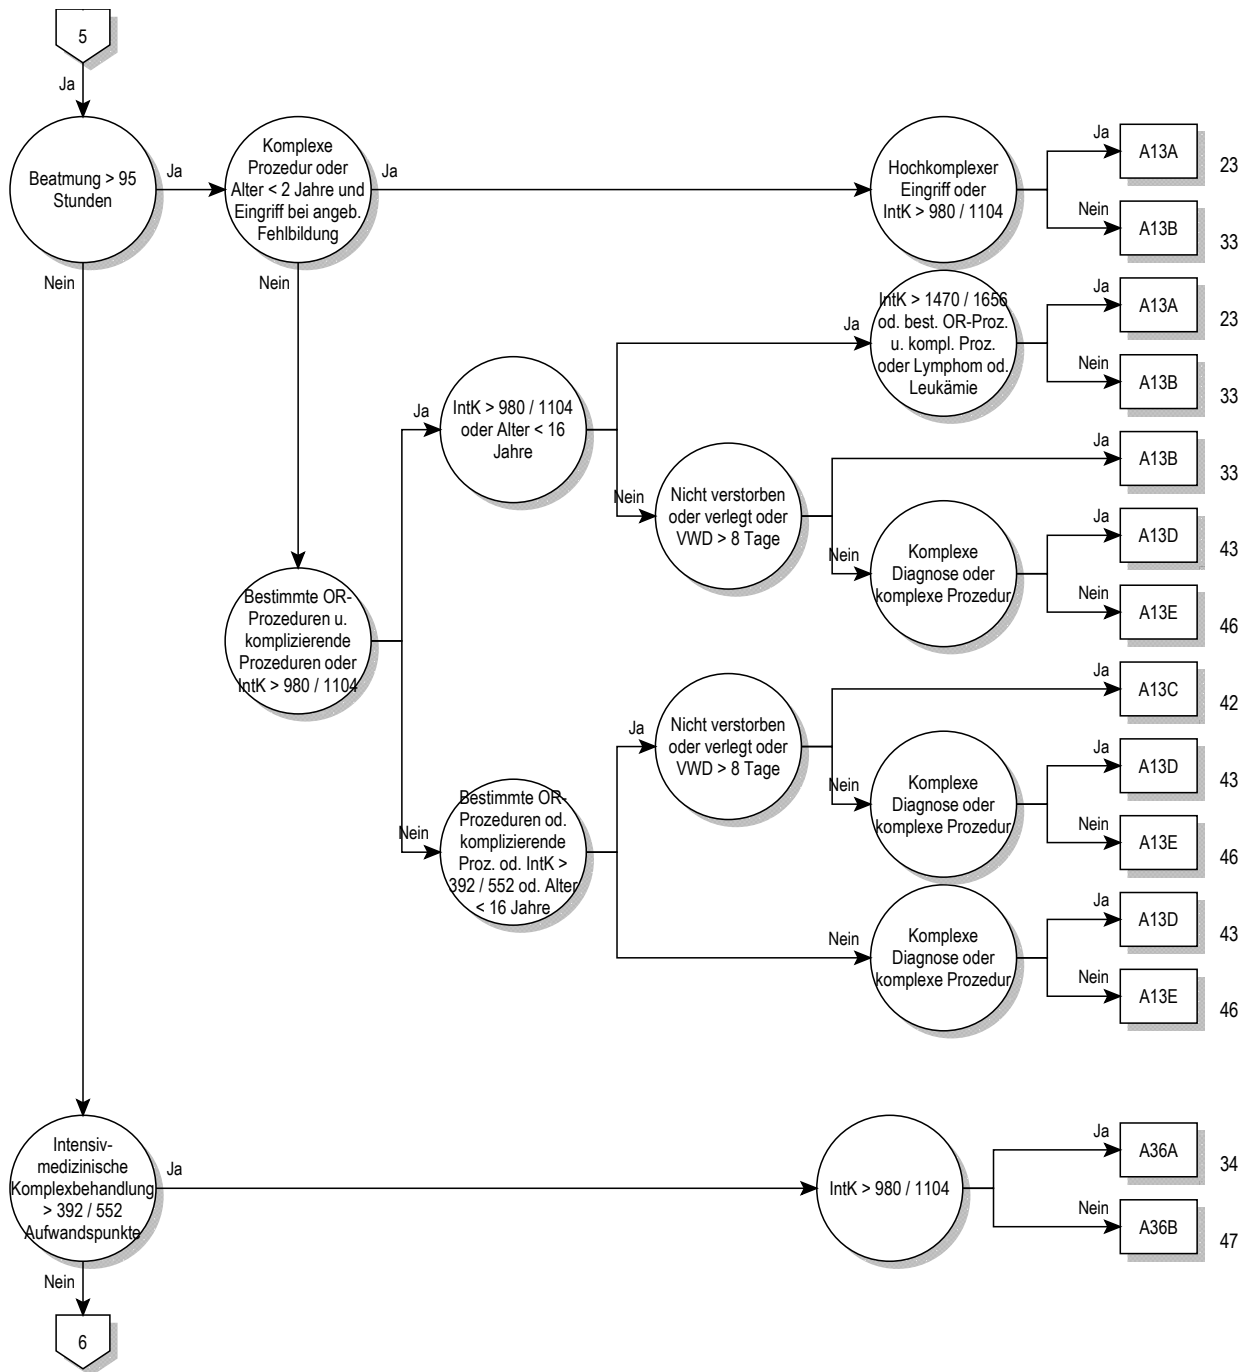 5
Ja
Beatmung > 95
Stunden
Ja
Komplexe
Prozedur oder
Alter < 2 Jahre und
Eingriff bei angeb.
Fehlbildung
Ja
Hochkomplexer
Eingriff oder
IntK > 980 / 1104
Ja
A13A
23
Nein
A13B
33
Nein
Nein
IntK > 1470 / 1656
od. best. OR-Proz.
u. kompl. Proz.
oder Lymphom od.
Leukämie
Ja
Ja
A13A
23
Nein
A13B
33
Ja
IntK > 980 / 1104
oder Alter < 16
Jahre
Nein
Nicht verstorben
oder verlegt oder
VWD > 8 Tage
Ja
A13B
33
Nein
Komplexe
Diagnose oder
komplexe Prozedur
Ja
A13D
43
Nein
A13E
46
Bestimmte OR-
Prozeduren u.
komplizierende
Prozeduren oder
IntK > 980 / 1104
Nein
Bestimmte OR-
Prozeduren od.
komplizierende
Proz. od. IntK >
392 / 552 od. Alter
< 16 Jahre
Ja
Nicht verstorben
oder verlegt oder
VWD > 8 Tage
Ja
A13C
42
Nein
Komplexe
Diagnose oder
komplexe Prozedur
Ja
A13D
43
Nein
A13E
46
Nein
Komplexe
Diagnose oder
komplexe Prozedur
Ja
A13D
43
Nein
A13E
46
Intensiv-
medizinische
Komplexbehandlung
> 392 / 552
Aufwandspunkte
Ja
IntK > 980 / 1104
Ja
A36A
34
Nein
A36B
47
Nein
6